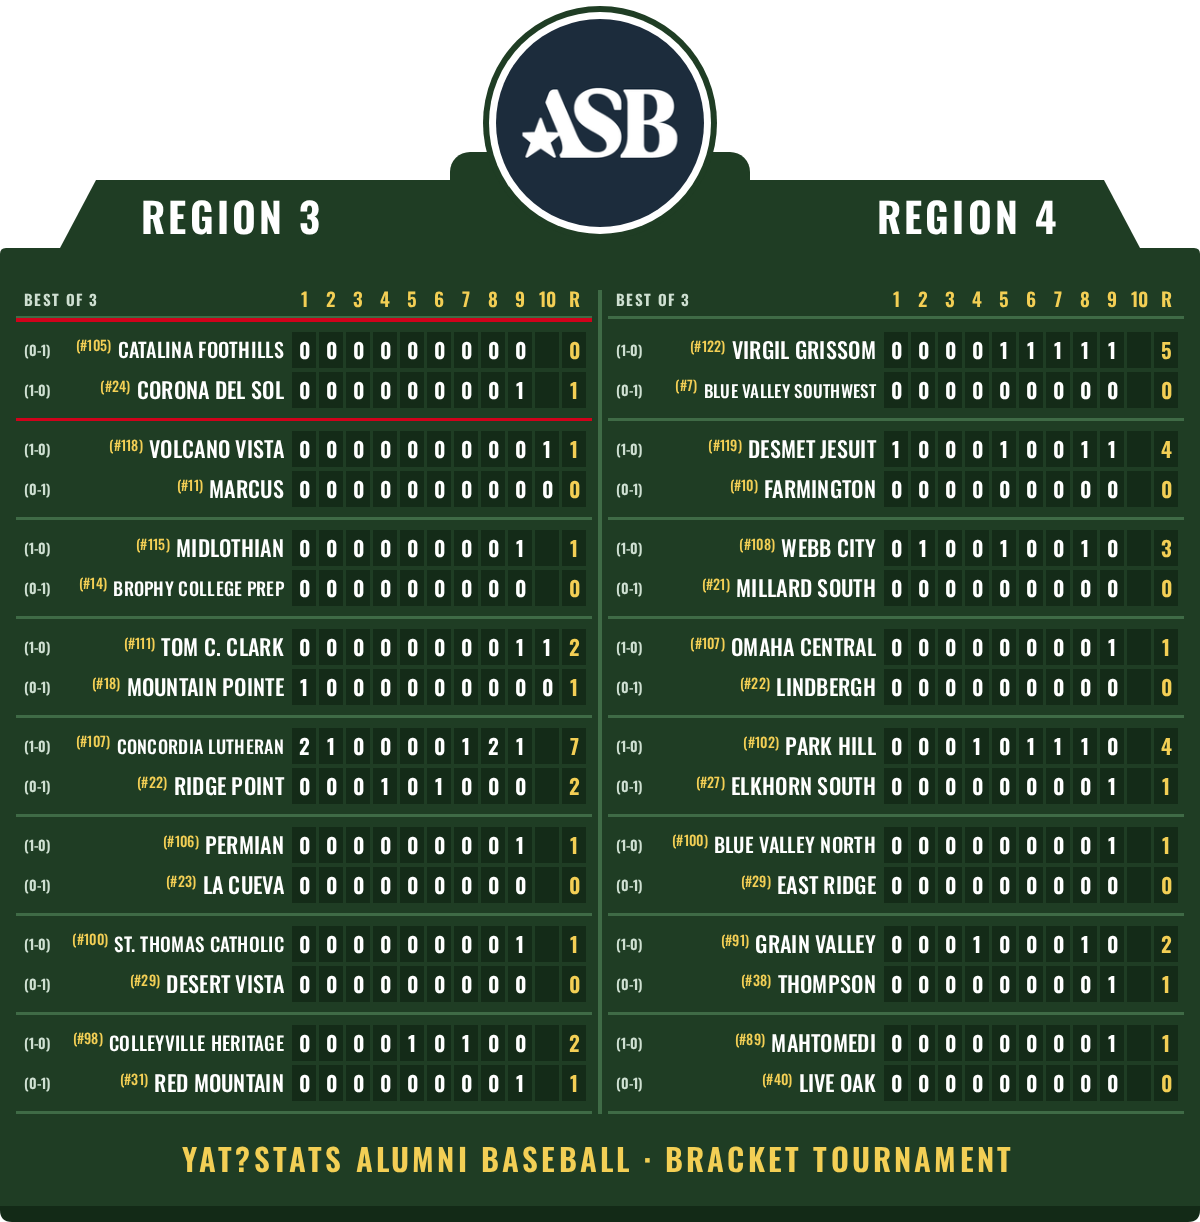 ASB
REGION 3
REGION 4
BEST OF 3 1 2 3 4 5 6 7 8 9 10 R
(0-1) (#105) CATALINA FOOTHILLS 0 0 0 0 0 0 0 0 0 0
(1-0) (#24) CORONA DEL SOL 0 0 0 0 0 0 0 0 1 1
(1-0) (#118) VOLCANO VISTA 0 0 0 0 0 0 0 0 0 1 1
(0-1) (#11) MARCUS 0 0 0 0 0 0 0 0 0 0 0
(1-0) (#115) MIDLOTHIAN 0 0 0 0 0 0 0 0 1 1
(0-1) (#14) BROPHY COLLEGE PREP 0 0 0 0 0 0 0 0 0 0
(1-0) (#111) TOM C. CLARK 0 0 0 0 0 0 0 0 1 1 2
(0-1) (#18) MOUNTAIN POINTE 1 0 0 0 0 0 0 0 0 0 1
(1-0) (#107) CONCORDIA LUTHERAN 2 1 0 0 0 0 1 2 1 7
(0-1) (#22) RIDGE POINT 0 0 0 1 0 1 0 0 0 2
(1-0) (#106) PERMIAN 0 0 0 0 0 0 0 0 1 1
(0-1) (#23) LA CUEVA 0 0 0 0 0 0 0 0 0 0
(1-0) (#100) ST. THOMAS CATHOLIC 0 0 0 0 0 0 0 0 1 1
(0-1) (#29) DESERT VISTA 0 0 0 0 0 0 0 0 0 0
(1-0) (#98) COLLEYVILLE HERITAGE 0 0 0 0 1 0 1 0 0 2
(0-1) (#31) RED MOUNTAIN 0 0 0 0 0 0 0 0 1 1
BEST OF 3 1 2 3 4 5 6 7 8 9 10 R
(1-0) (#122) VIRGIL GRISSOM 0 0 0 0 1 1 1 1 1 5
(0-1) (#7) BLUE VALLEY SOUTHWEST 0 0 0 0 0 0 0 0 0 0
(1-0) (#119) DESMET JESUIT 1 0 0 0 1 0 0 1 1 4
(0-1) (#10) FARMINGTON 0 0 0 0 0 0 0 0 0 0
(1-0) (#108) WEBB CITY 0 1 0 0 1 0 0 1 0 3
(0-1) (#21) MILLARD SOUTH 0 0 0 0 0 0 0 0 0 0
(1-0) (#107) OMAHA CENTRAL 0 0 0 0 0 0 0 0 1 1
(0-1) (#22) LINDBERGH 0 0 0 0 0 0 0 0 0 0
(1-0) (#102) PARK HILL 0 0 0 1 0 1 1 1 0 4
(0-1) (#27) ELKHORN SOUTH 0 0 0 0 0 0 0 0 1 1
(1-0) (#100) BLUE VALLEY NORTH 0 0 0 0 0 0 0 0 1 1
(0-1) (#29) EAST RIDGE 0 0 0 0 0 0 0 0 0 0
(1-0) (#91) GRAIN VALLEY 0 0 0 1 0 0 0 1 0 2
(0-1) (#38) THOMPSON 0 0 0 0 0 0 0 0 1 1
(1-0) (#89) MAHTOMEDI 0 0 0 0 0 0 0 0 1 1
(0-1) (#40) LIVE OAK 0 0 0 0 0 0 0 0 0 0
YAT?STATS ALUMNI BASEBALL · BRACKET TOURNAMENT